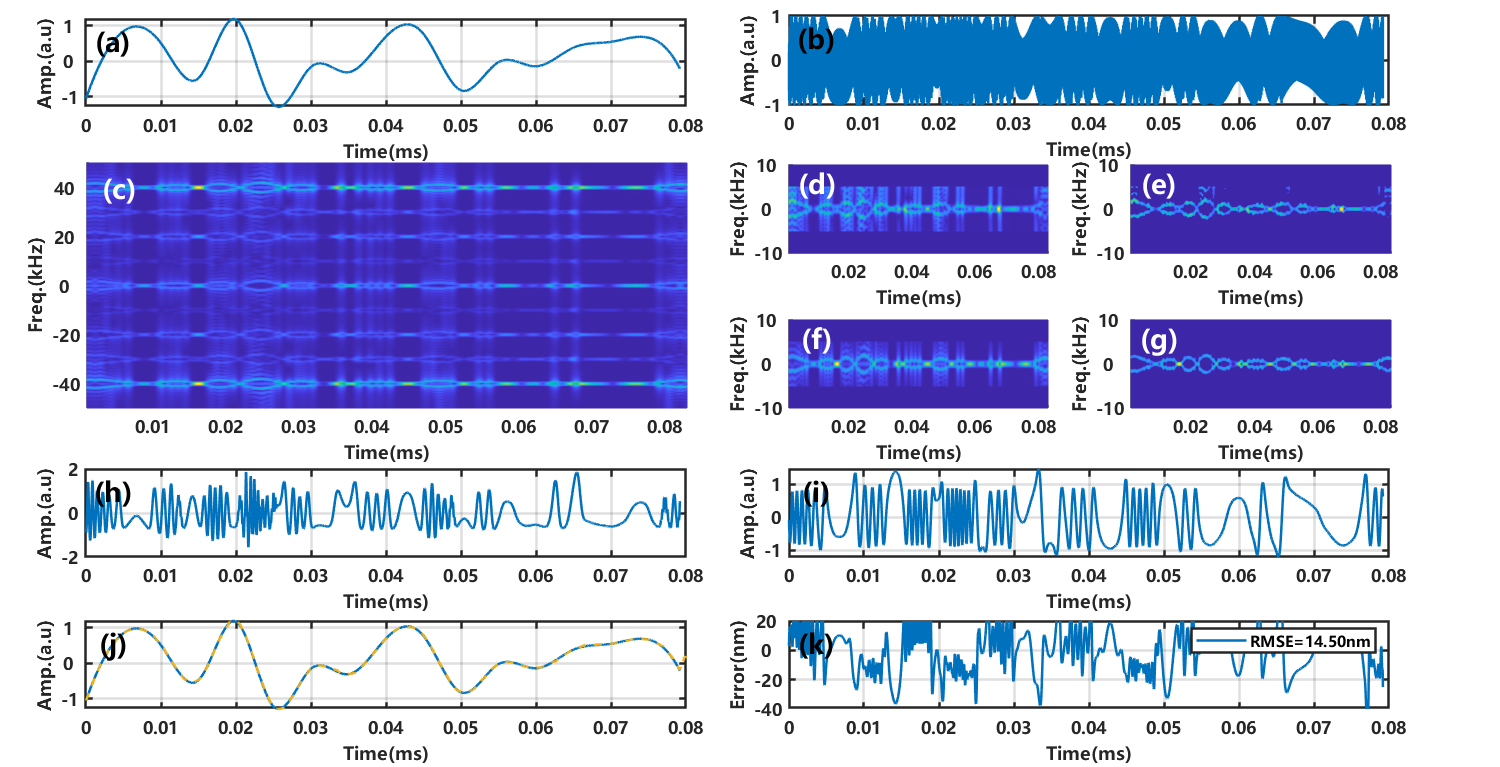 (a)
Amp.(a.u)
1
0
-1
0 0.01 0.02 0.03 0.04 0.05 0.06 0.07 0.08
Time(ms)
(b)
Amp.(a.u)
1
0
-1
0 0.01 0.02 0.03 0.04 0.05 0.06 0.07 0.08
Time(ms)
(c)
Freq.(kHz)
40
20
0
-20
-40
0.01 0.02 0.03 0.04 0.05 0.06 0.07 0.08
Time(ms)
(d)
Freq.(kHz)
10
0
-10
0.02 0.04 0.06 0.08
Time(ms)
(e)
Freq.(kHz)
10
0
-10
0.02 0.04 0.06 0.08
Time(ms)
(f)
Freq.(kHz)
10
0
-10
0.02 0.04 0.06 0.08
Time(ms)
(g)
Freq.(kHz)
10
0
-10
0.02 0.04 0.06 0.08
Time(ms)
(h)
Amp.(a.u)
2
0
-2
0 0.01 0.02 0.03 0.04 0.05 0.06 0.07 0.08
Time(ms)
(i)
Amp.(a.u)
1
0
-1
0 0.01 0.02 0.03 0.04 0.05 0.06 0.07 0.08
Time(ms)
(j)
Amp.(a.u)
1
0
-1
0 0.01 0.02 0.03 0.04 0.05 0.06 0.07 0.08
Time(ms)
(k)
Error(nm)
20
0
-20
-40
RMSE=14.50nm
0 0.01 0.02 0.03 0.04 0.05 0.06 0.07 0.08
Time(ms)